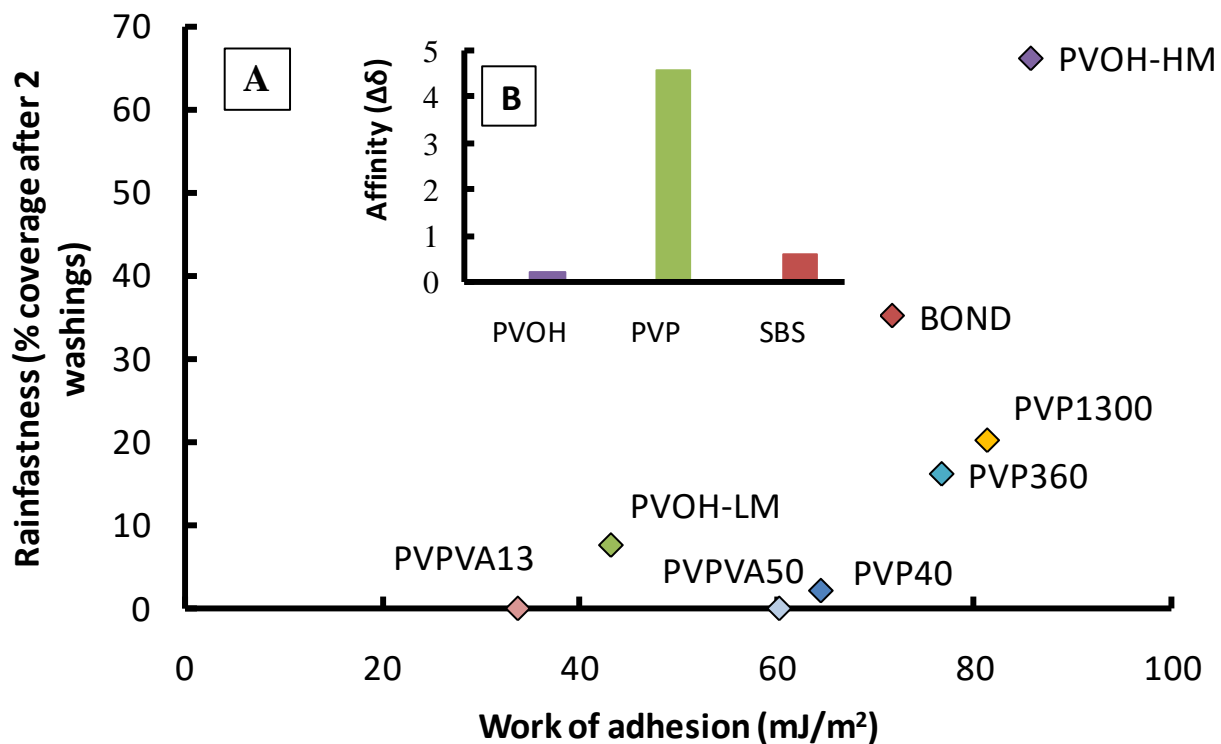 Rainfastness (% coverage after 2
washings)
70
60
50
40
30
20
10
0
A
Affinity (Δδ)
5
4
3
2
1
0
B
PVOH PVP SBS
PVOH-HM
BOND
PVP1300
PVP360
PVOH-LM
PVPVA13
PVPVA50
PVP40
0 20 40 60 80 100
Work of adhesion (mJ/m²)